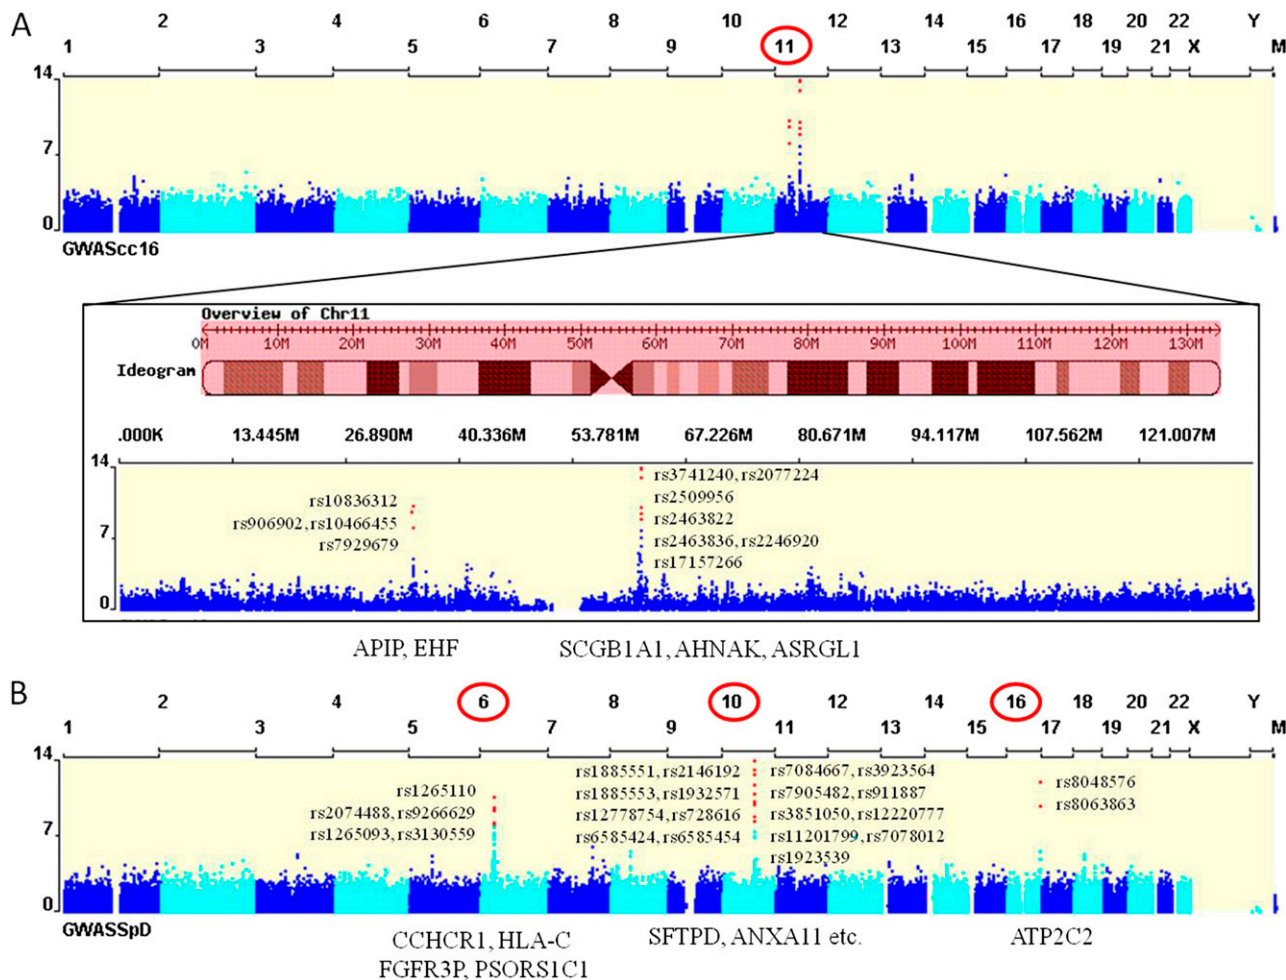 A
2 4 6 8 10 12 14 16 18 20 22 Y
1 3 5 7 9 11 13 15 17 19 21 X M
14
7
0
GWAScc16
Overview of Chr11
0M 10M 20M 30M 40M 50M 60M 70M 80M 90M 100M 110M 120M 130M
Ideogram
.000K 13.445M 26.890M 40.336M 53.781M 67.226M 80.671M 94.117M 107.562M 121.007M
14
rs3741240, rs2077224
rs10836312
rs2509956
rs906902, rs10466455
rs2463822
7
rs7929679
rs2463836, rs2246920
rs17157266
0
APIP, EHF
SCGB1A1, AHNAK, ASRGL1
B
2 4 6 8 10 12 14 16 18 20 22 Y
1 3 5 7 9 11 13 15 17 19 21 X M
14
rs1885551, rs2146192
rs7084667, rs3923564
rs8048576
rs1265110
rs1885553, rs1932571
rs7905482, rs911887
rs8063863
rs2074488, rs9266629
rs12778754, rs728616
rs3851050, rs12220777
7
rs1265093, rs3130559
rs6585424, rs6585454
rs11201799, rs7078012
rs1923539
0
GWASSpD
CCHCR1, HLA-C
SFTPD, ANXA11 etc.
ATP2C2
FGFR3P, PSORS1C1